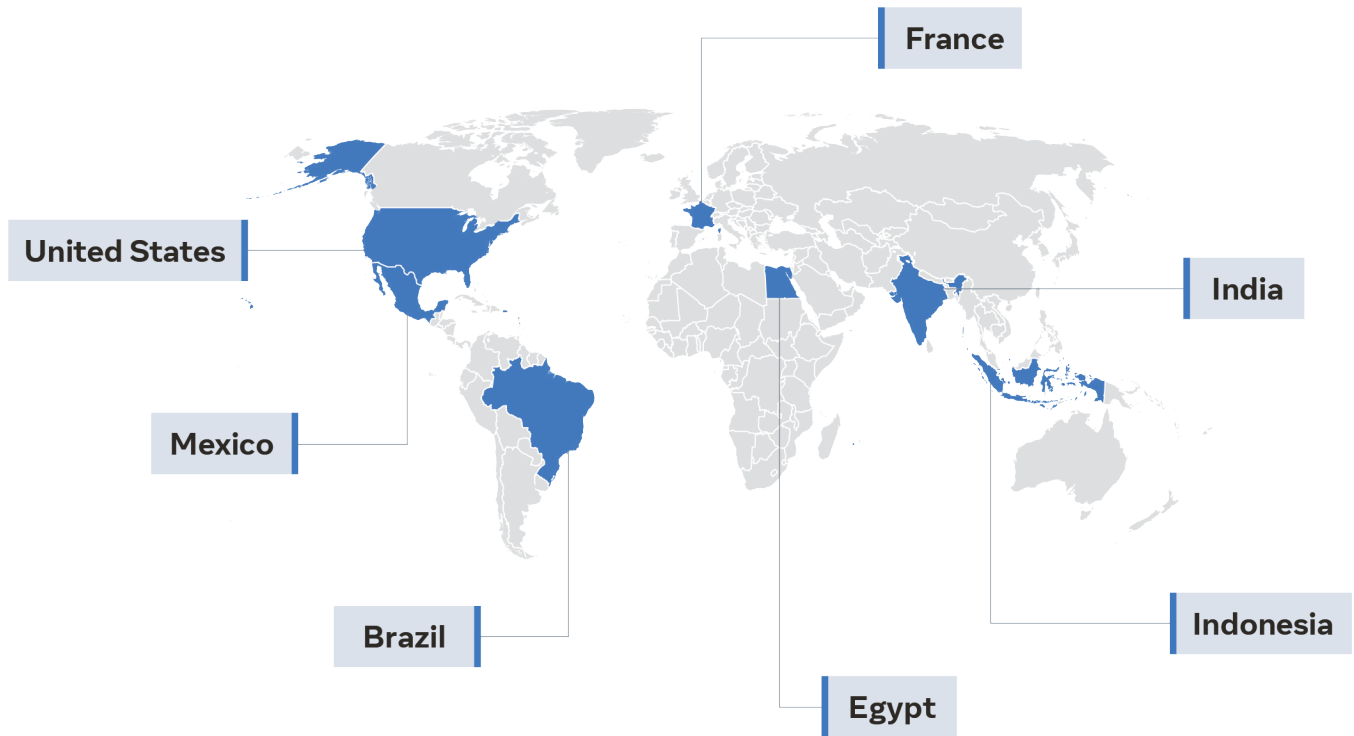 France
United States
India
Mexico
Indonesia
Brazil
Egypt